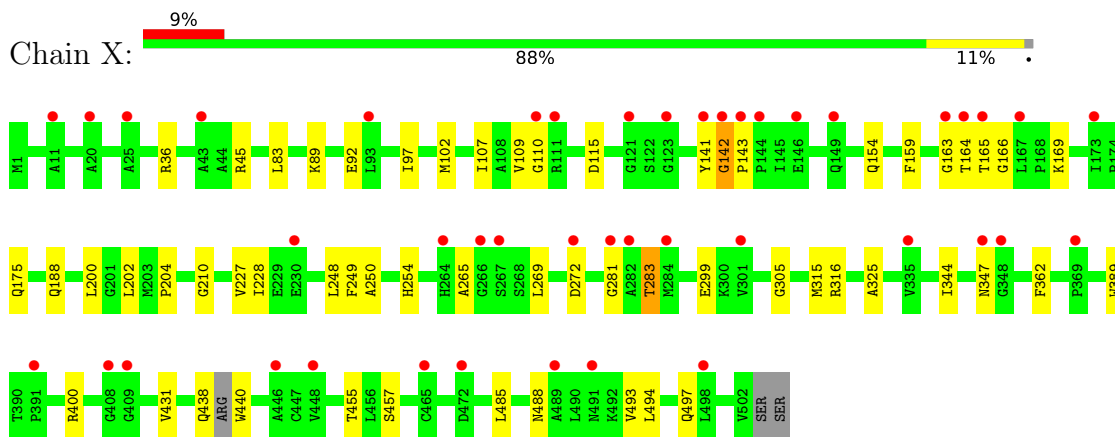 9%
Chain X:
88% 11% •
M1 A11 A20 A25 R36 A43 A44 R45 L83 K89 E92 L93 I97 M102 I107 A108 V109 G110 R111 D115 G121 S122 G123 Y141 G142 P143 P144 I145 E146 Q149 Q154 F159 G163 T164 T165 G166 L167 P168 K169 I173
Q175 Q188 L200 G201 L202 M203 P204 G210 V227 I228 E229 E230 L248 F249 A250 H254 H264 A265 G266 S267 S268 L269 D272 G281 A282 T283 M284 E299 K300 V301 G305 M315 R316 A325 V335 I344 N347 G348 F362 P369 W389
T390 P391 R400 G408 G409 V431 Q438 ARG W440 A446 C447 V448 T455 L456 S457 C465 D472 L485 N488 A489 L490 N491 K492 V493 L494 Q497 L498 V502 SER SER